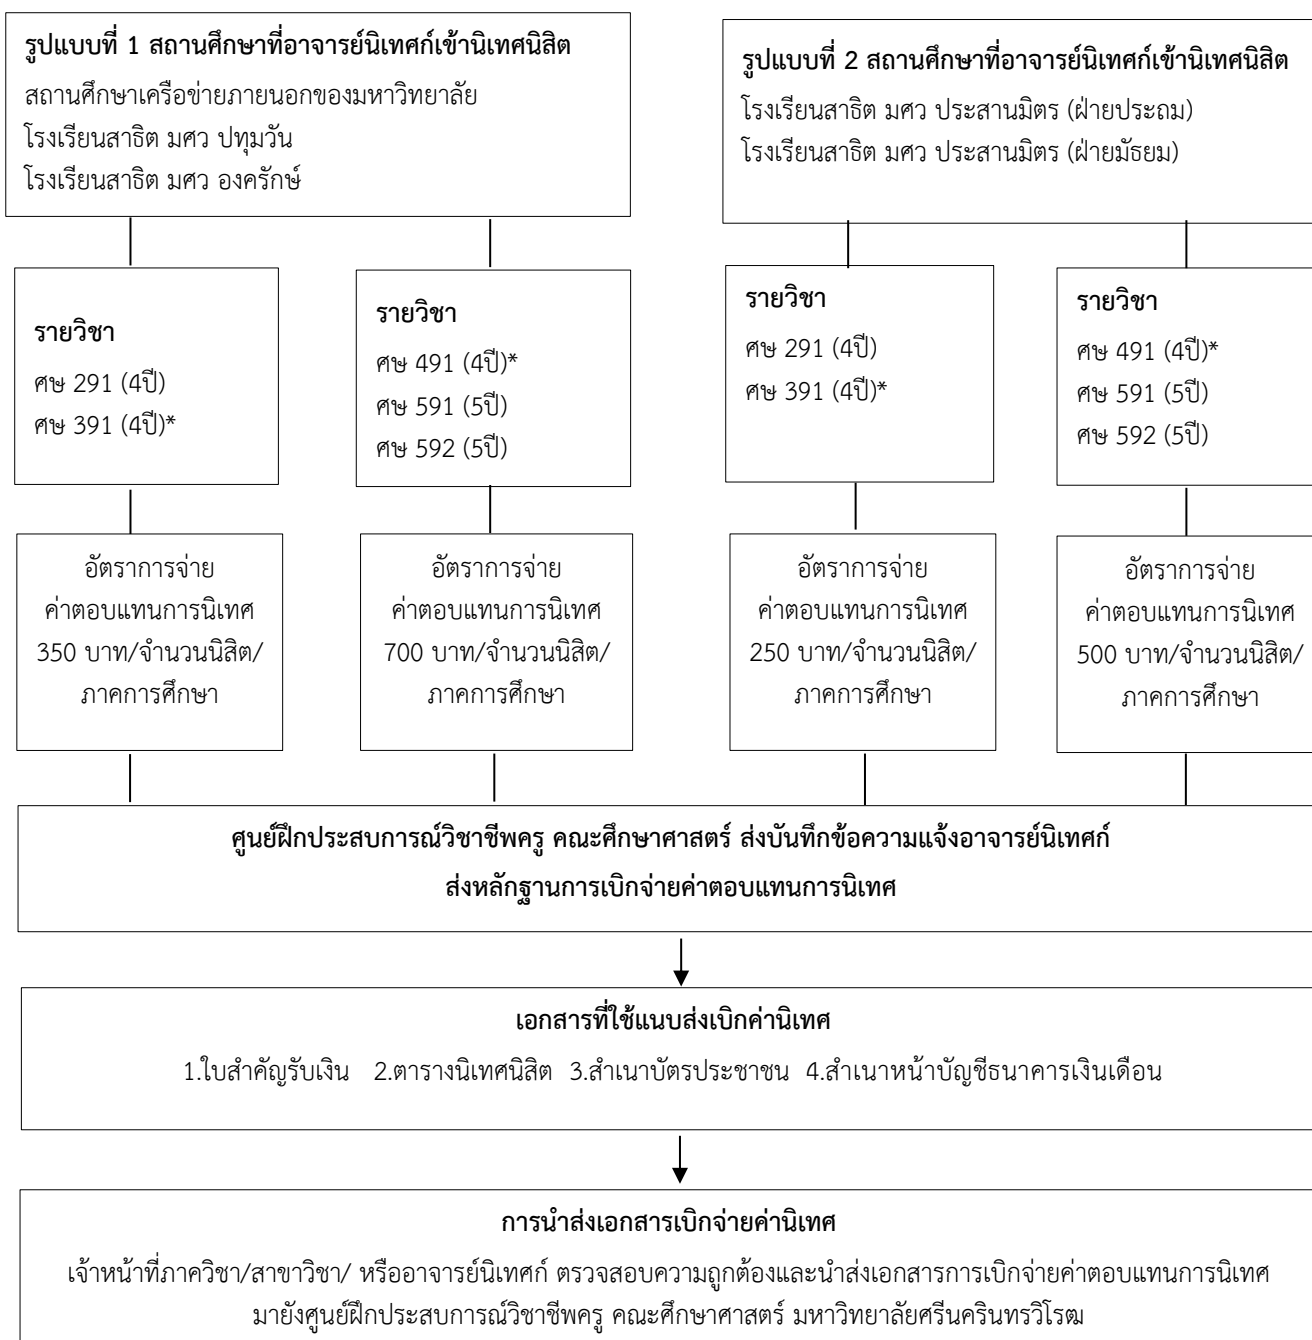 รูปแบบที่ 1 สถานศึกษาที่อาจารย์นิเทศก์เข้านิเทศนิสิต
สถานศึกษาเครือข่ายภายนอกของมหาวิทยาลัย
โรงเรียนสาธิต มศว ปทุมวัน
โรงเรียนสาธิต มศว องครักษ์
รูปแบบที่ 2 สถานศึกษาที่อาจารย์นิเทศก์เข้านิเทศนิสิต
โรงเรียนสาธิต มศว ประสานมิตร (ฝ่ายประถม)
โรงเรียนสาธิต มศว ประสานมิตร (ฝ่ายมัธยม)
รายวิชา
ศษ 291 (4ปี)
ศษ 391 (4ปี)*
รายวิชา
ศษ 491 (4ปี)*
ศษ 591 (5ปี)
ศษ 592 (5ปี)
รายวิชา
ศษ 291 (4ปี)
ศษ 391 (4ปี)*
รายวิชา
ศษ 491 (4ปี)*
ศษ 591 (5ปี)
ศษ 592 (5ปี)
อัตราการจ่าย
ค่าตอบแทนการนิเทศ
350 บาท/จำนวนนิสิต/
ภาคการศึกษา
อัตราการจ่าย
ค่าตอบแทนการนิเทศ
700 บาท/จำนวนนิสิต/
ภาคการศึกษา
อัตราการจ่าย
ค่าตอบแทนการนิเทศ
250 บาท/จำนวนนิสิต/
ภาคการศึกษา
อัตราการจ่าย
ค่าตอบแทนการนิเทศ
500 บาท/จำนวนนิสิต/
ภาคการศึกษา
ศูนย์ฝึกประสบการณ์วิชาชีพครู คณะศึกษาศาสตร์ ส่งบันทึกข้อความแจ้งอาจารย์นิเทศก์
ส่งหลักฐานการเบิกจ่ายค่าตอบแทนการนิเทศ
เอกสารที่ใช้แนบส่งเบิกค่านิเทศ
1.ใบสำคัญรับเงิน 2.ตารางนิเทศนิสิต 3.สำเนาบัตรประชาชน 4.สำเนาหน้าบัญชีธนาคารเงินเดือน
การนำส่งเอกสารเบิกจ่ายค่านิเทศ
เจ้าหน้าที่ภาควิชา/สาขาวิชา/ หรืออาจารย์นิเทศก์ ตรวจสอบความถูกต้องและนำส่งเอกสารการเบิกจ่ายค่าตอบแทนการนิเทศ
มายังศูนย์ฝึกประสบการณ์วิชาชีพครู คณะศึกษาศาสตร์ มหาวิทยาลัยศรีนครินทรวิโรฒ